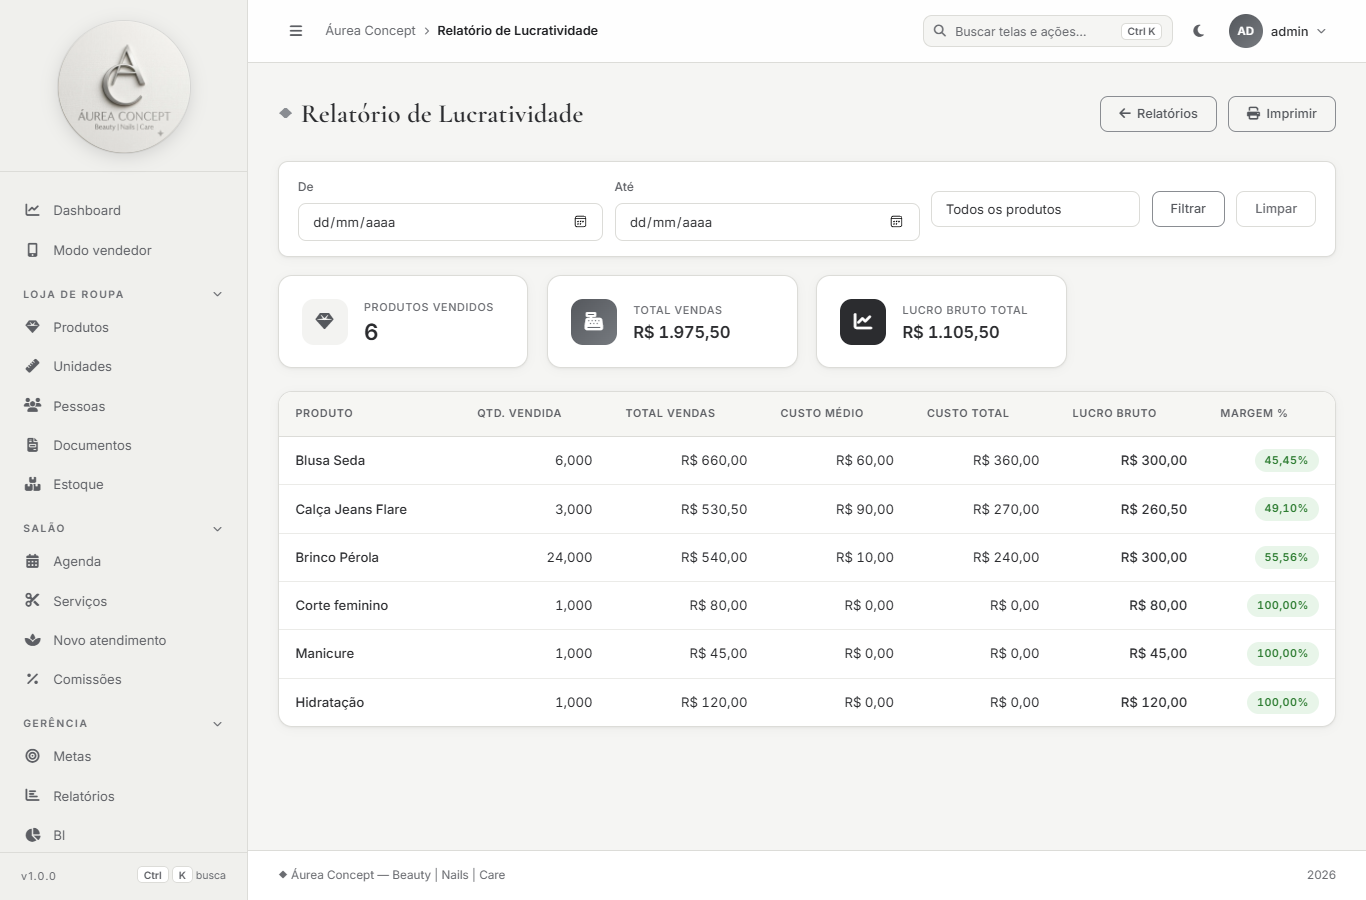 ÁUREA CONCEPT
Beauty | Nails | Care
Dashboard
Modo vendedor
LOJA DE ROUPA
Produtos
Unidades
Pessoas
Documentos
Estoque
SALÃO
Agenda
Serviços
Novo atendimento
Comissões
GERÊNCIA
Metas
Relatórios
BI
v1.0.0 Ctrl K busca
Áurea Concept › Relatório de Lucratividade
Buscar telas e ações... Ctrl K
AD admin
Relatório de Lucratividade
Relatórios Imprimir
De Até
dd/mm/aaaa dd/mm/aaaa Todos os produtos Filtrar Limpar
PRODUTOS VENDIDOS
6
TOTAL VENDAS
R$ 1.975,50
LUCRO BRUTO TOTAL
R$ 1.105,50
PRODUTO QTD. VENDIDA TOTAL VENDAS CUSTO MÉDIO CUSTO TOTAL LUCRO BRUTO MARGEM %
Blusa Seda 6,000 R$ 660,00 R$ 60,00 R$ 360,00 R$ 300,00 45,45%
Calça Jeans Flare 3,000 R$ 530,50 R$ 90,00 R$ 270,00 R$ 260,50 49,10%
Brinco Pérola 24,000 R$ 540,00 R$ 10,00 R$ 240,00 R$ 300,00 55,56%
Corte feminino 1,000 R$ 80,00 R$ 0,00 R$ 0,00 R$ 80,00 100,00%
Manicure 1,000 R$ 45,00 R$ 0,00 R$ 0,00 R$ 45,00 100,00%
Hidratação 1,000 R$ 120,00 R$ 0,00 R$ 0,00 R$ 120,00 100,00%
Áurea Concept — Beauty | Nails | Care 2026